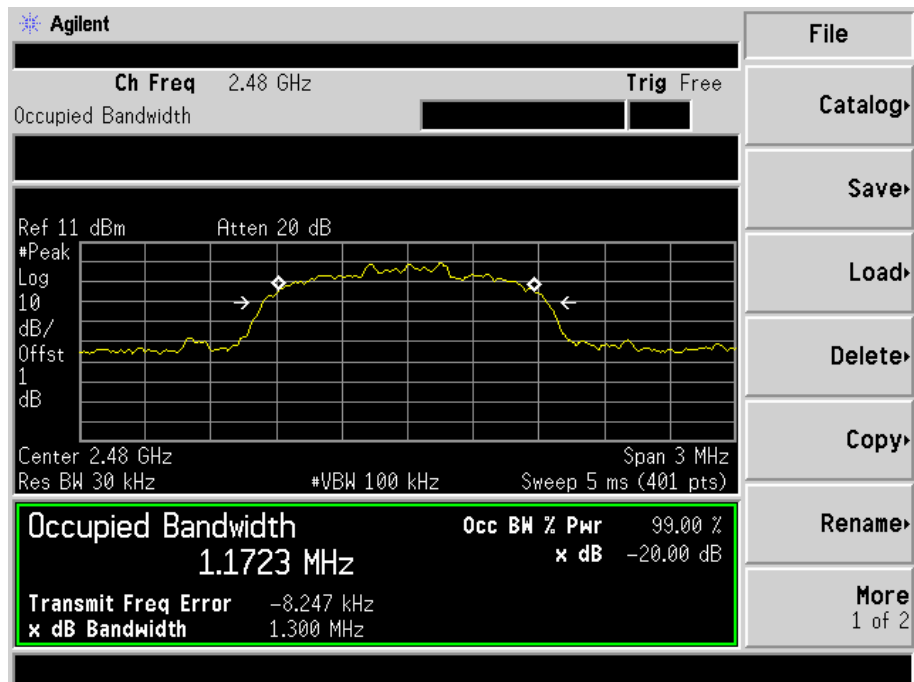 Agilent
File
Ch Freq 2.48 GHz Trig Free
Occupied Bandwidth
Catalog
Save
Ref 11 dBm Atten 20 dB
#Peak
Log
10
dB/
Offst
1
dB
Load
Delete
Copy
Center 2.48 GHz Span 3 MHz
Res BW 30 kHz #VBW 100 kHz Sweep 5 ms (401 pts)
Occupied Bandwidth Occ BW % Pwr 99.00 %
1.1723 MHz x dB -20.00 dB
Transmit Freq Error -8.247 kHz
x dB Bandwidth 1.300 MHz
Rename
More
1 of 2